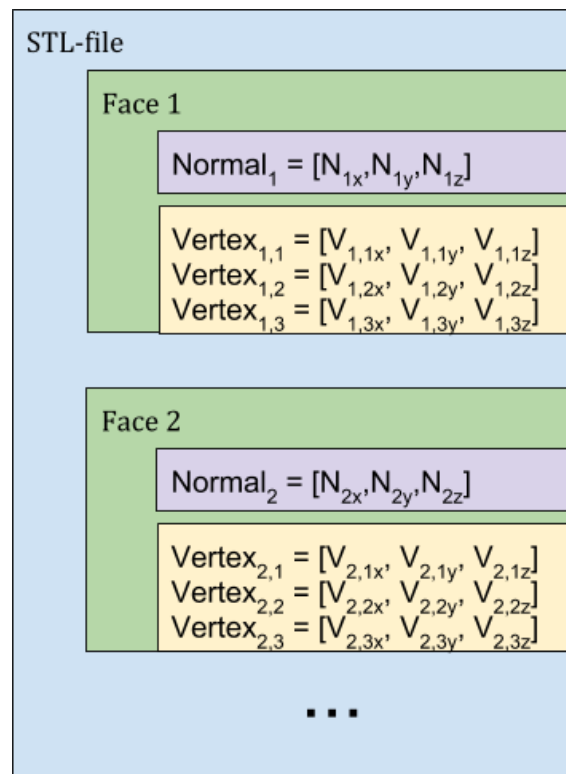 STL-file
Face 1
Normal₁ = [N₁ₓ,N₁y,N₁z]
Vertex₁,₁ = [V₁,₁ₓ, V₁,₁y, V₁,₁z]
Vertex₁,₂ = [V₁,₂ₓ, V₁,₂y, V₁,₂z]
Vertex₁,₃ = [V₁,₃ₓ, V₁,₃y, V₁,₃z]
Face 2
Normal₂ = [N₂ₓ,N₂y,N₂z]
Vertex₂,₁ = [V₂,₁ₓ, V₂,₁y, V₂,₁z]
Vertex₂,₂ = [V₂,₂ₓ, V₂,₂y, V₂,₂z]
Vertex₂,₃ = [V₂,₃ₓ, V₂,₃y, V₂,₃z]
...